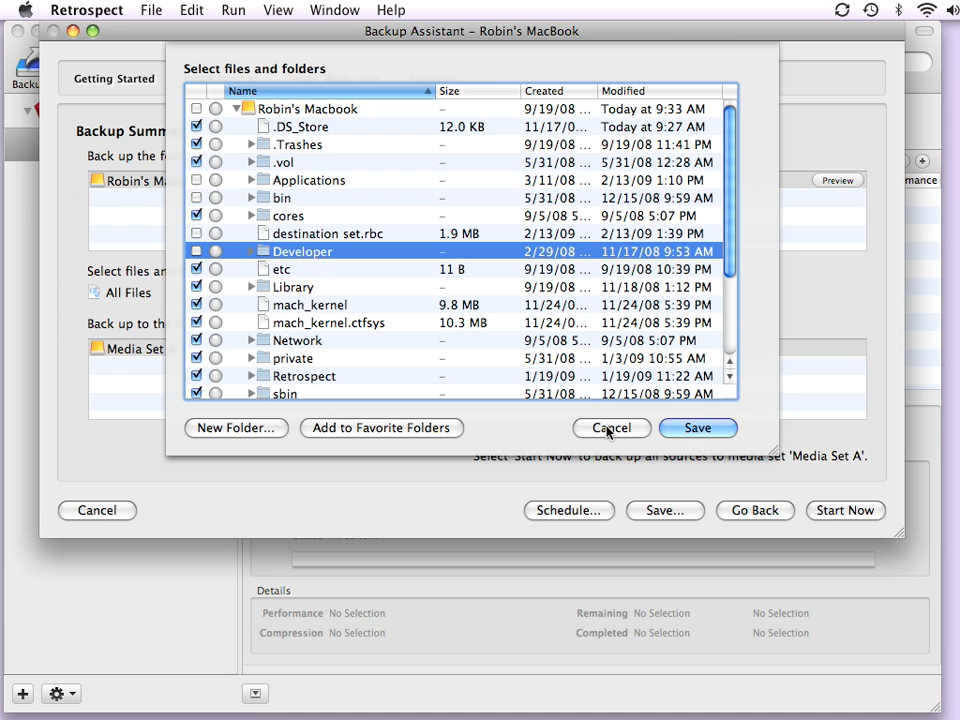 Retrospect File Edit Run View Window Help
Backup Assistant – Robin's MacBook
Backu
Getting Started
Select files and folders
Name Size Created Modified
Robin's Macbook – 9/19/08 ... Today at 9:33 AM
.DS_Store 12.0 KB 11/17/0... Today at 9:27 AM
.Trashes – 9/19/08 ... 9/19/08 11:41 PM
.vol – 5/31/08 ... 5/31/08 12:28 AM
Applications – 3/11/08 ... 2/13/09 1:10 PM
bin – 5/31/08 ... 12/15/08 9:59 AM
cores – 9/5/08 5... 9/5/08 5:07 PM
destination set.rbc 1.9 MB 2/13/09 ... 2/13/09 1:39 PM
Developer – 2/29/08 ... 11/17/08 9:53 AM
etc 11 B 9/19/08 ... 9/19/08 10:39 PM
Library – 9/19/08 ... 11/18/08 1:12 PM
mach_kernel 9.8 MB 11/24/0... 11/24/08 5:39 PM
mach_kernel.ctfsys 10.3 MB 11/24/0... 11/24/08 5:39 PM
Network – 9/5/08 5... 9/5/08 5:07 PM
private – 5/31/08 ... 1/3/09 10:55 AM
Retrospect – 1/19/09 ... 1/19/09 11:22 AM
sbin – 5/31/08 ... 12/15/08 9:59 AM
New Folder... Add to Favorite Folders Cancel Save
Backup Summ
Back up the f
Robin's M
Preview
mance
Select files an
All Files
Back up to the
Media Set
Select 'Start Now' to back up all sources to media set 'Media Set A'.
Cancel Schedule... Save... Go Back Start Now
Details
Performance No Selection Remaining No Selection No Selection
Compression No Selection Completed No Selection No Selection